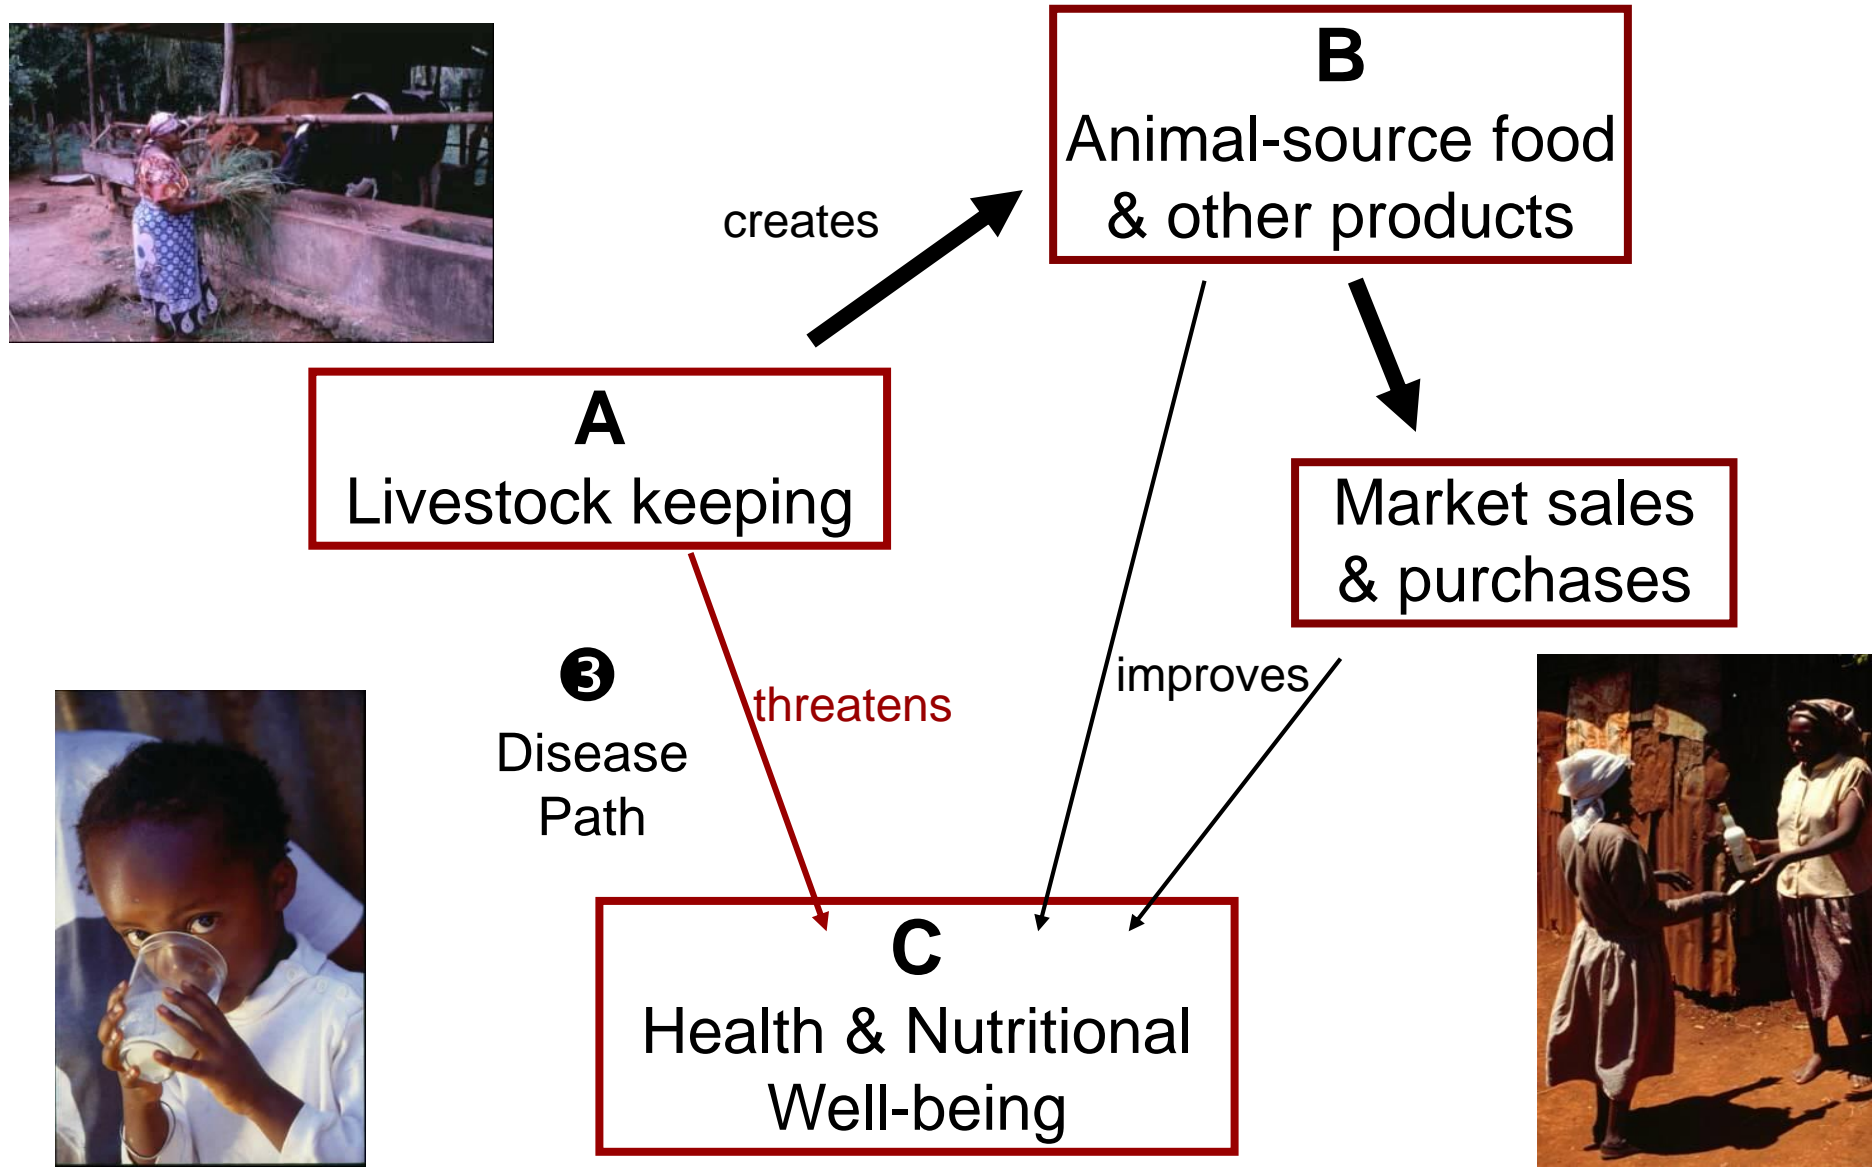 B
Animal-source food
& other products
creates
A
Livestock keeping
Market sales
& purchases
❸
Disease
Path
threatens
improves
C
Health & Nutritional
Well-being